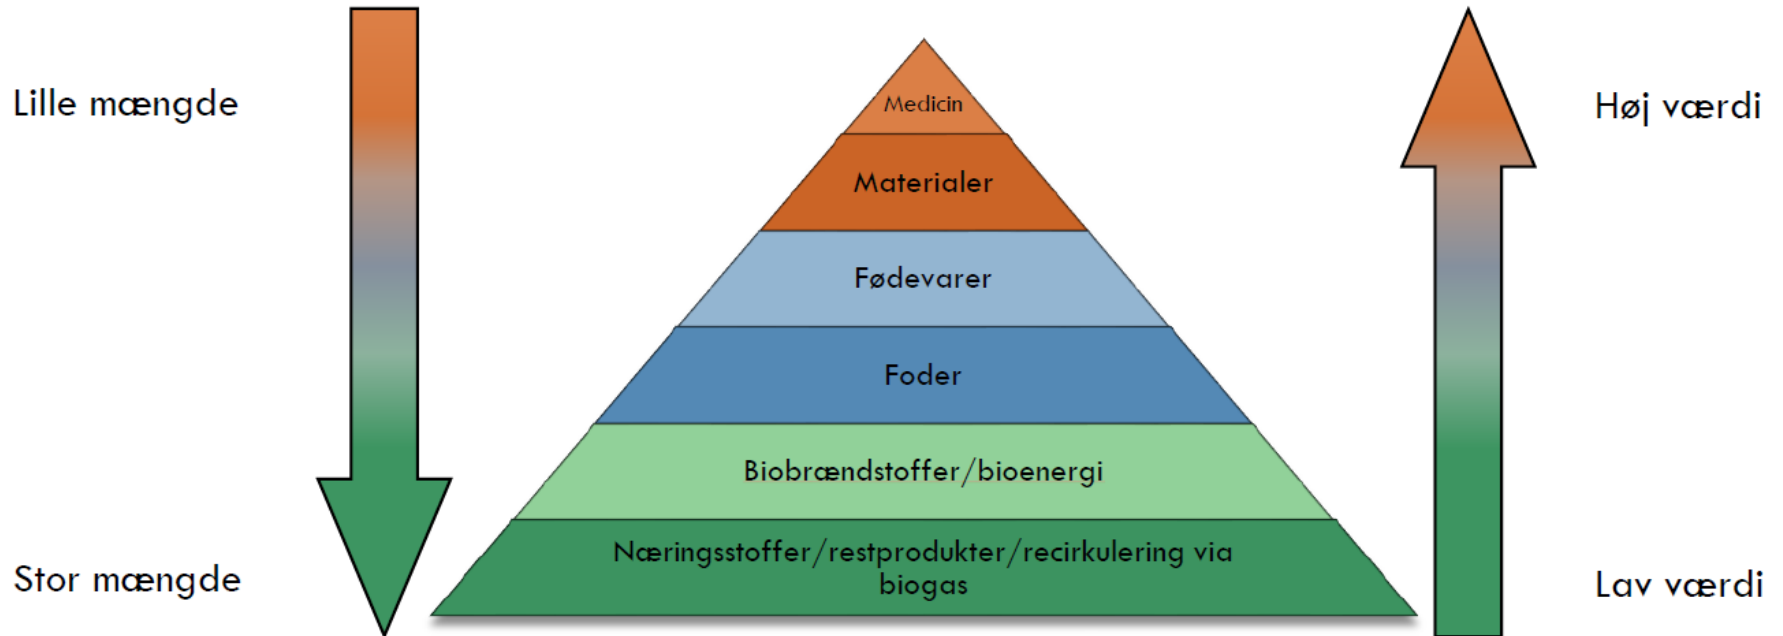 Lille mængde
Høj værdi
Medicin
Materialer
Fødevarer
Foder
Biobrændstoffer/bioenergi
Næringsstoffer/restprodukter/recirkulering via
biogas
Stor mængde
Lav værdi